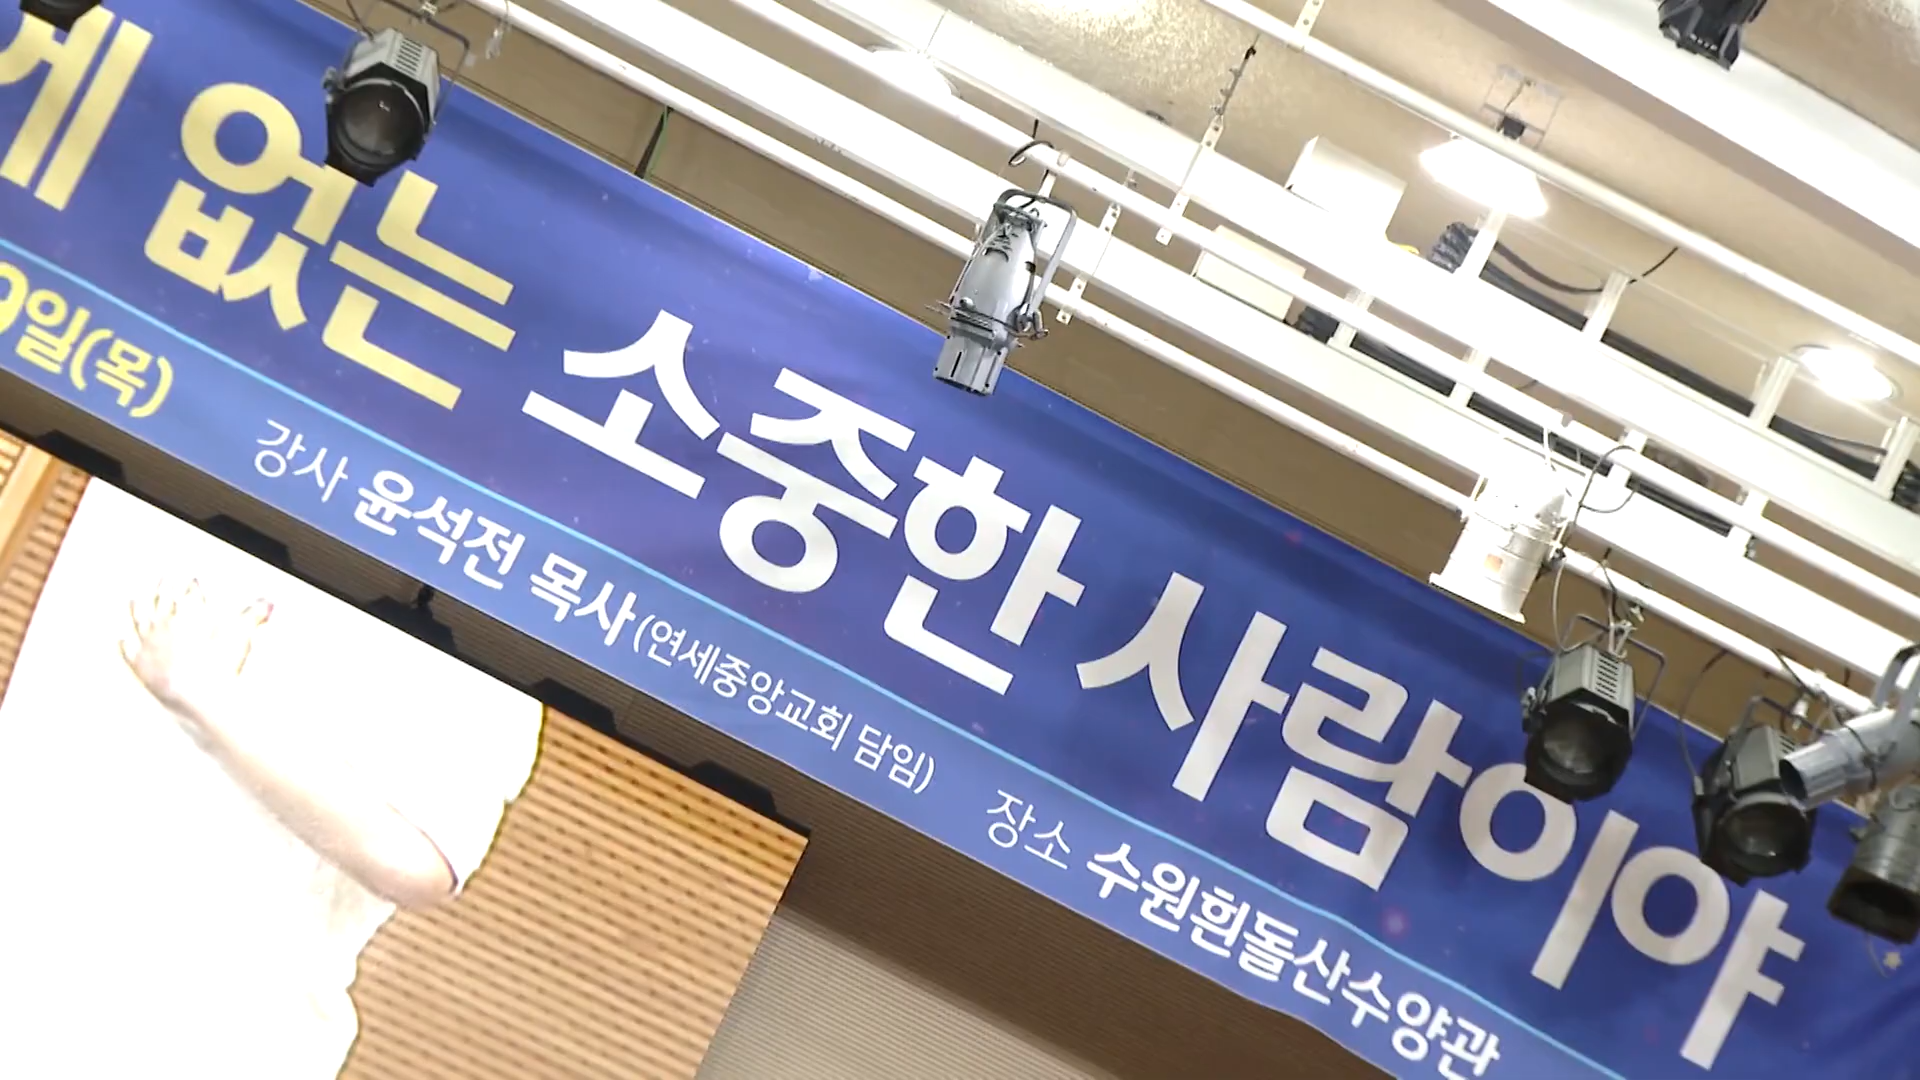 게 없는 소중한 사람이야
9일(목) 강사 윤석전 목사 (연세중앙교회 담임) 장소 수원흰돌산수양관